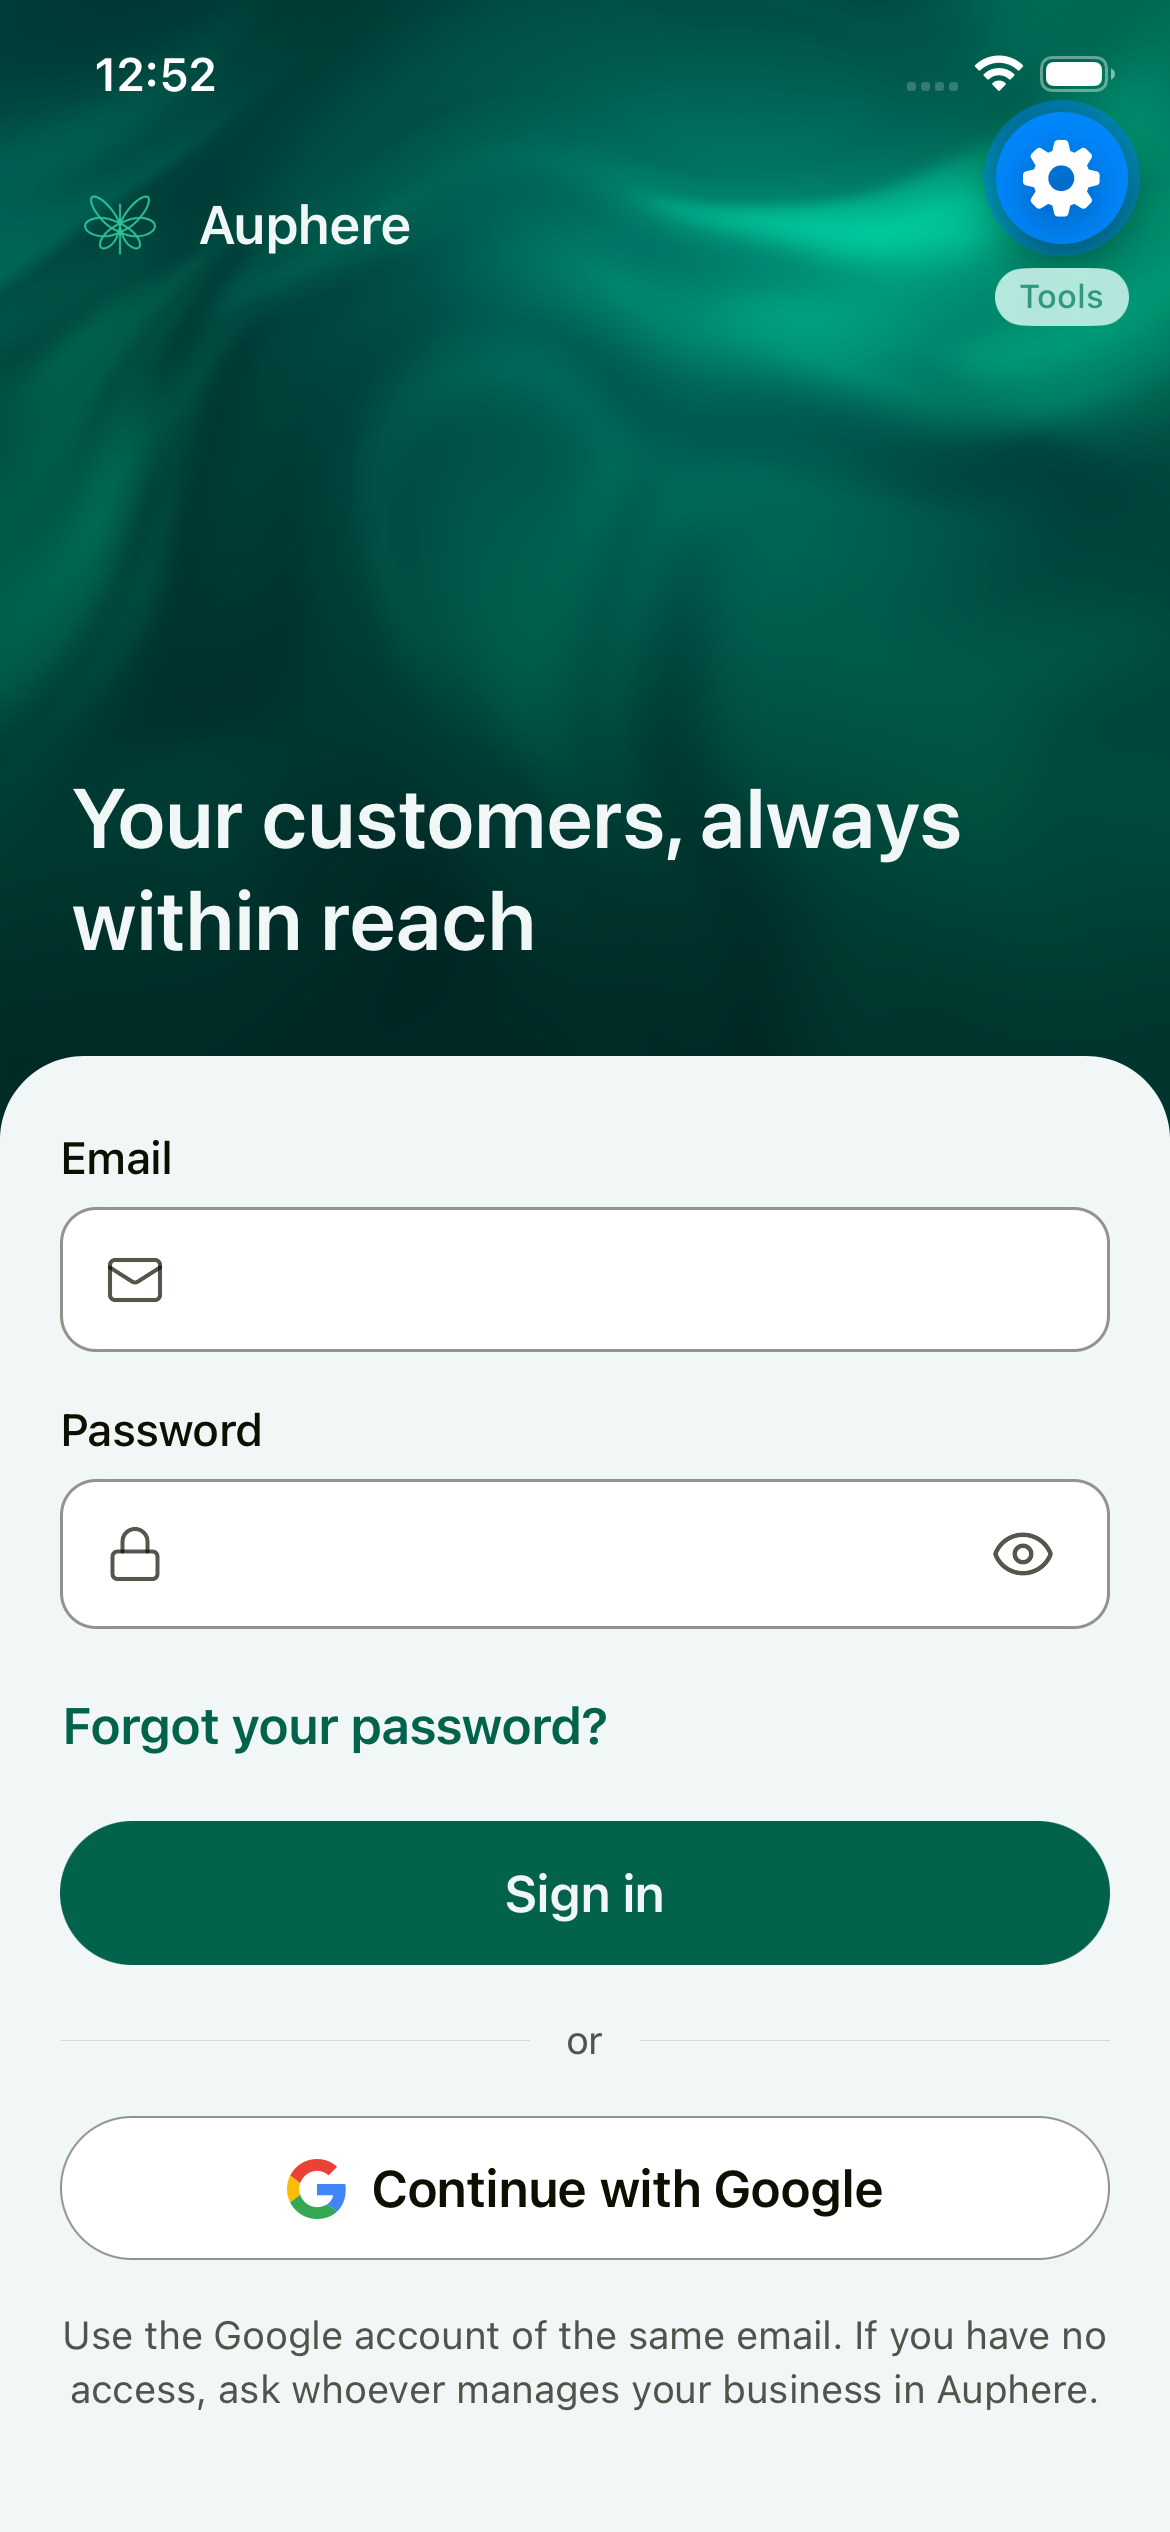 12:52
Auphere
Tools
Your customers, always
within reach
Email
Password
Forgot your password?
Sign in
or
Continue with Google
Use the Google account of the same email. If you have no
access, ask whoever manages your business in Auphere.